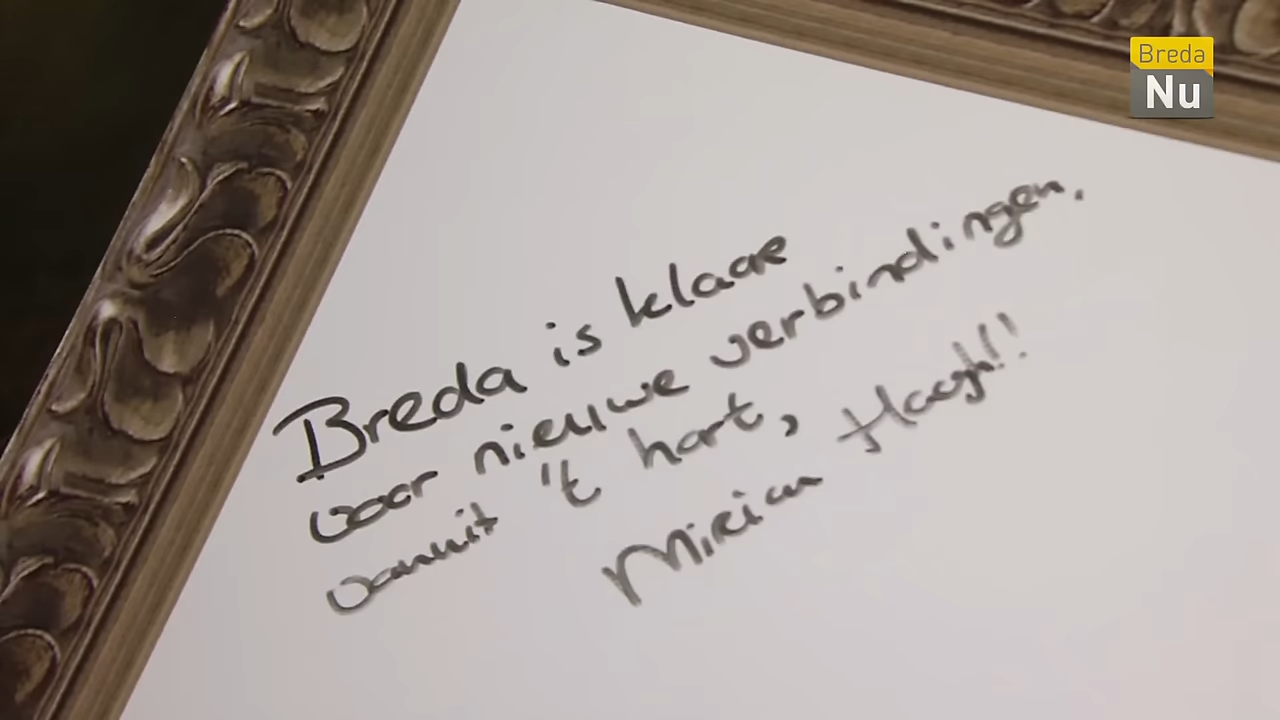 Breda
Nu
Breda is klaar
voor nieuwe verbindingen,
vanuit 't hart,
Miriam Haagh!!